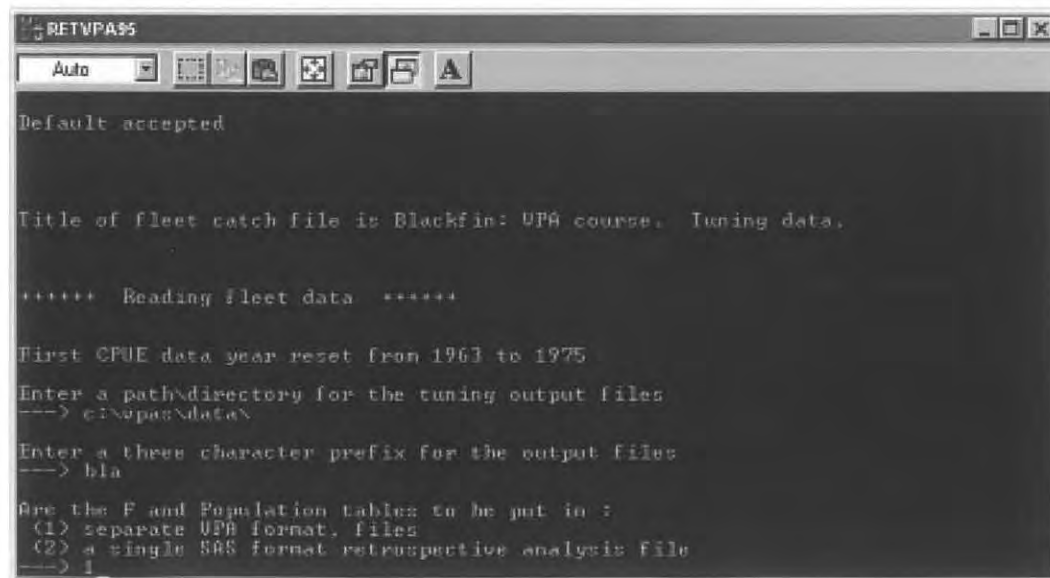 RETVPA95
Auto
A
Default accepted
Title of fleet catch file is Blackfin: VPA course. Tuning data.
****** Reading fleet data ******
First CPUE data year reset from 1963 to 1975
Enter a path\directory for the tuning output files
---> c:\vpas\data\
Enter a three character prefix for the output files
---> bla
Are the F and Population tables to be put in :
(1) separate VPA format, files
(2) a single SAS format retrospective analysis file
---> 1